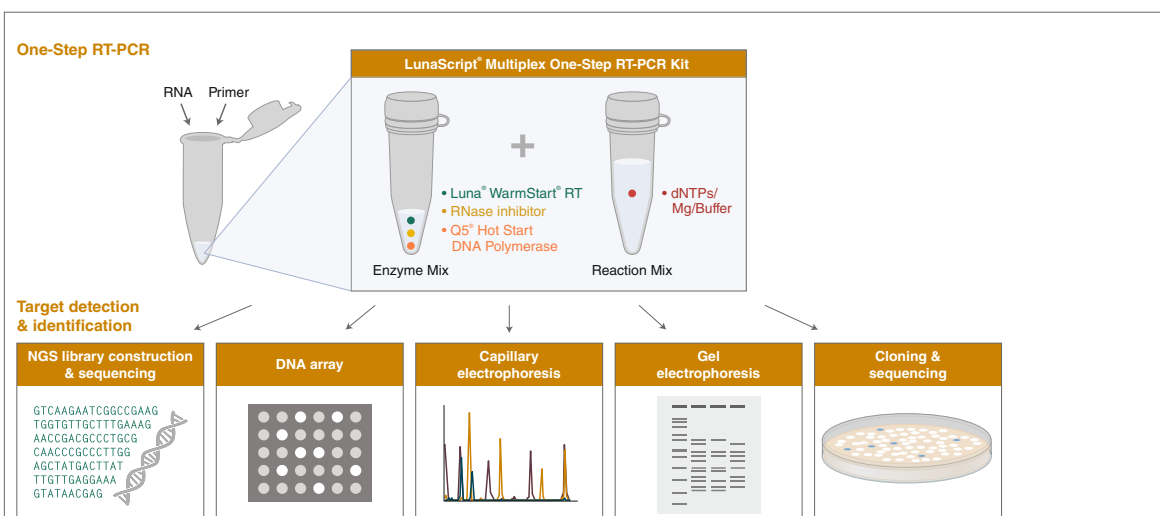 One-Step RT-PCR
LunaScript® Multiplex One-Step RT-PCR Kit
RNA Primer
• Luna® WarmStart® RT
• RNase inhibitor
• Q5® Hot Start
DNA Polymerase
• dNTPs/
Mg/Buffer
Enzyme Mix
Reaction Mix
Target detection
& identification
NGS library construction
& sequencing
DNA array
Capillary
electrophoresis
Gel
electrophoresis
Cloning &
sequencing
GTCAAGAATCGGCCGAAG
TGGTGTTGCTTTGAAAG
AACCGACGCCCTGCG
CAACCCGCCCTTGG
AGCTATGACTTAT
TTGTTGAGGAAA
GTATAACGAG